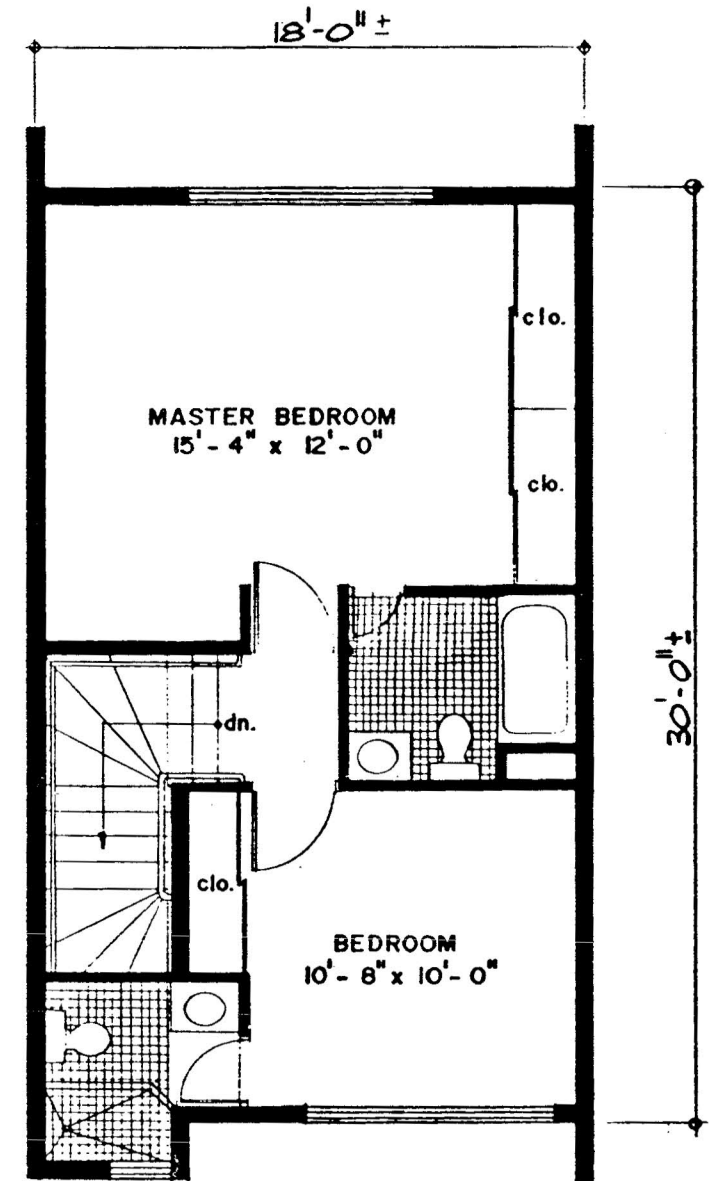 18'-0" ±
clo.
MASTER BEDROOM
15'-4" x 12'-0"
clo.
30'-0" ±
dn.
clo.
BEDROOM
10'-8" x 10'-0"